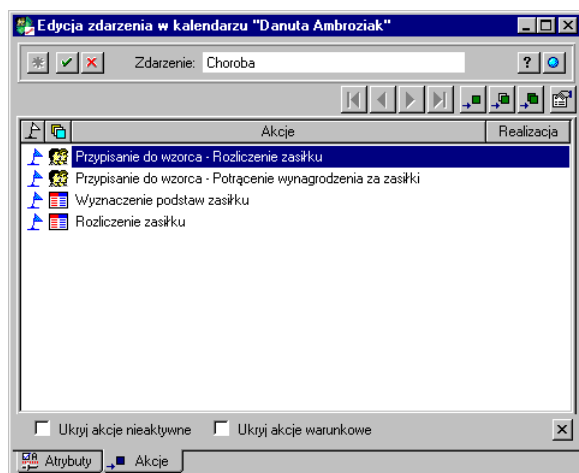 Edycja zdarzenia w kalendarzu "Danuta Ambroziak"
Zdarzenie: Choroba
?
Akcje Realizacja
Przypisanie do wzorca - Rozliczenie zasiłku
Przypisanie do wzorca - Potrącenie wynagrodzenia za zasiłki
Wyznaczenie podstaw zasiłku
Rozliczenie zasiłku
Ukryj akcje nieaktywne Ukryj akcje warunkowe
Atrybuty Akcje